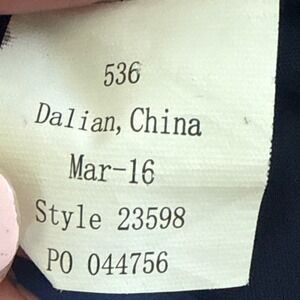 536
Dalian, China
Mar-16
Style 23598
PO 044756